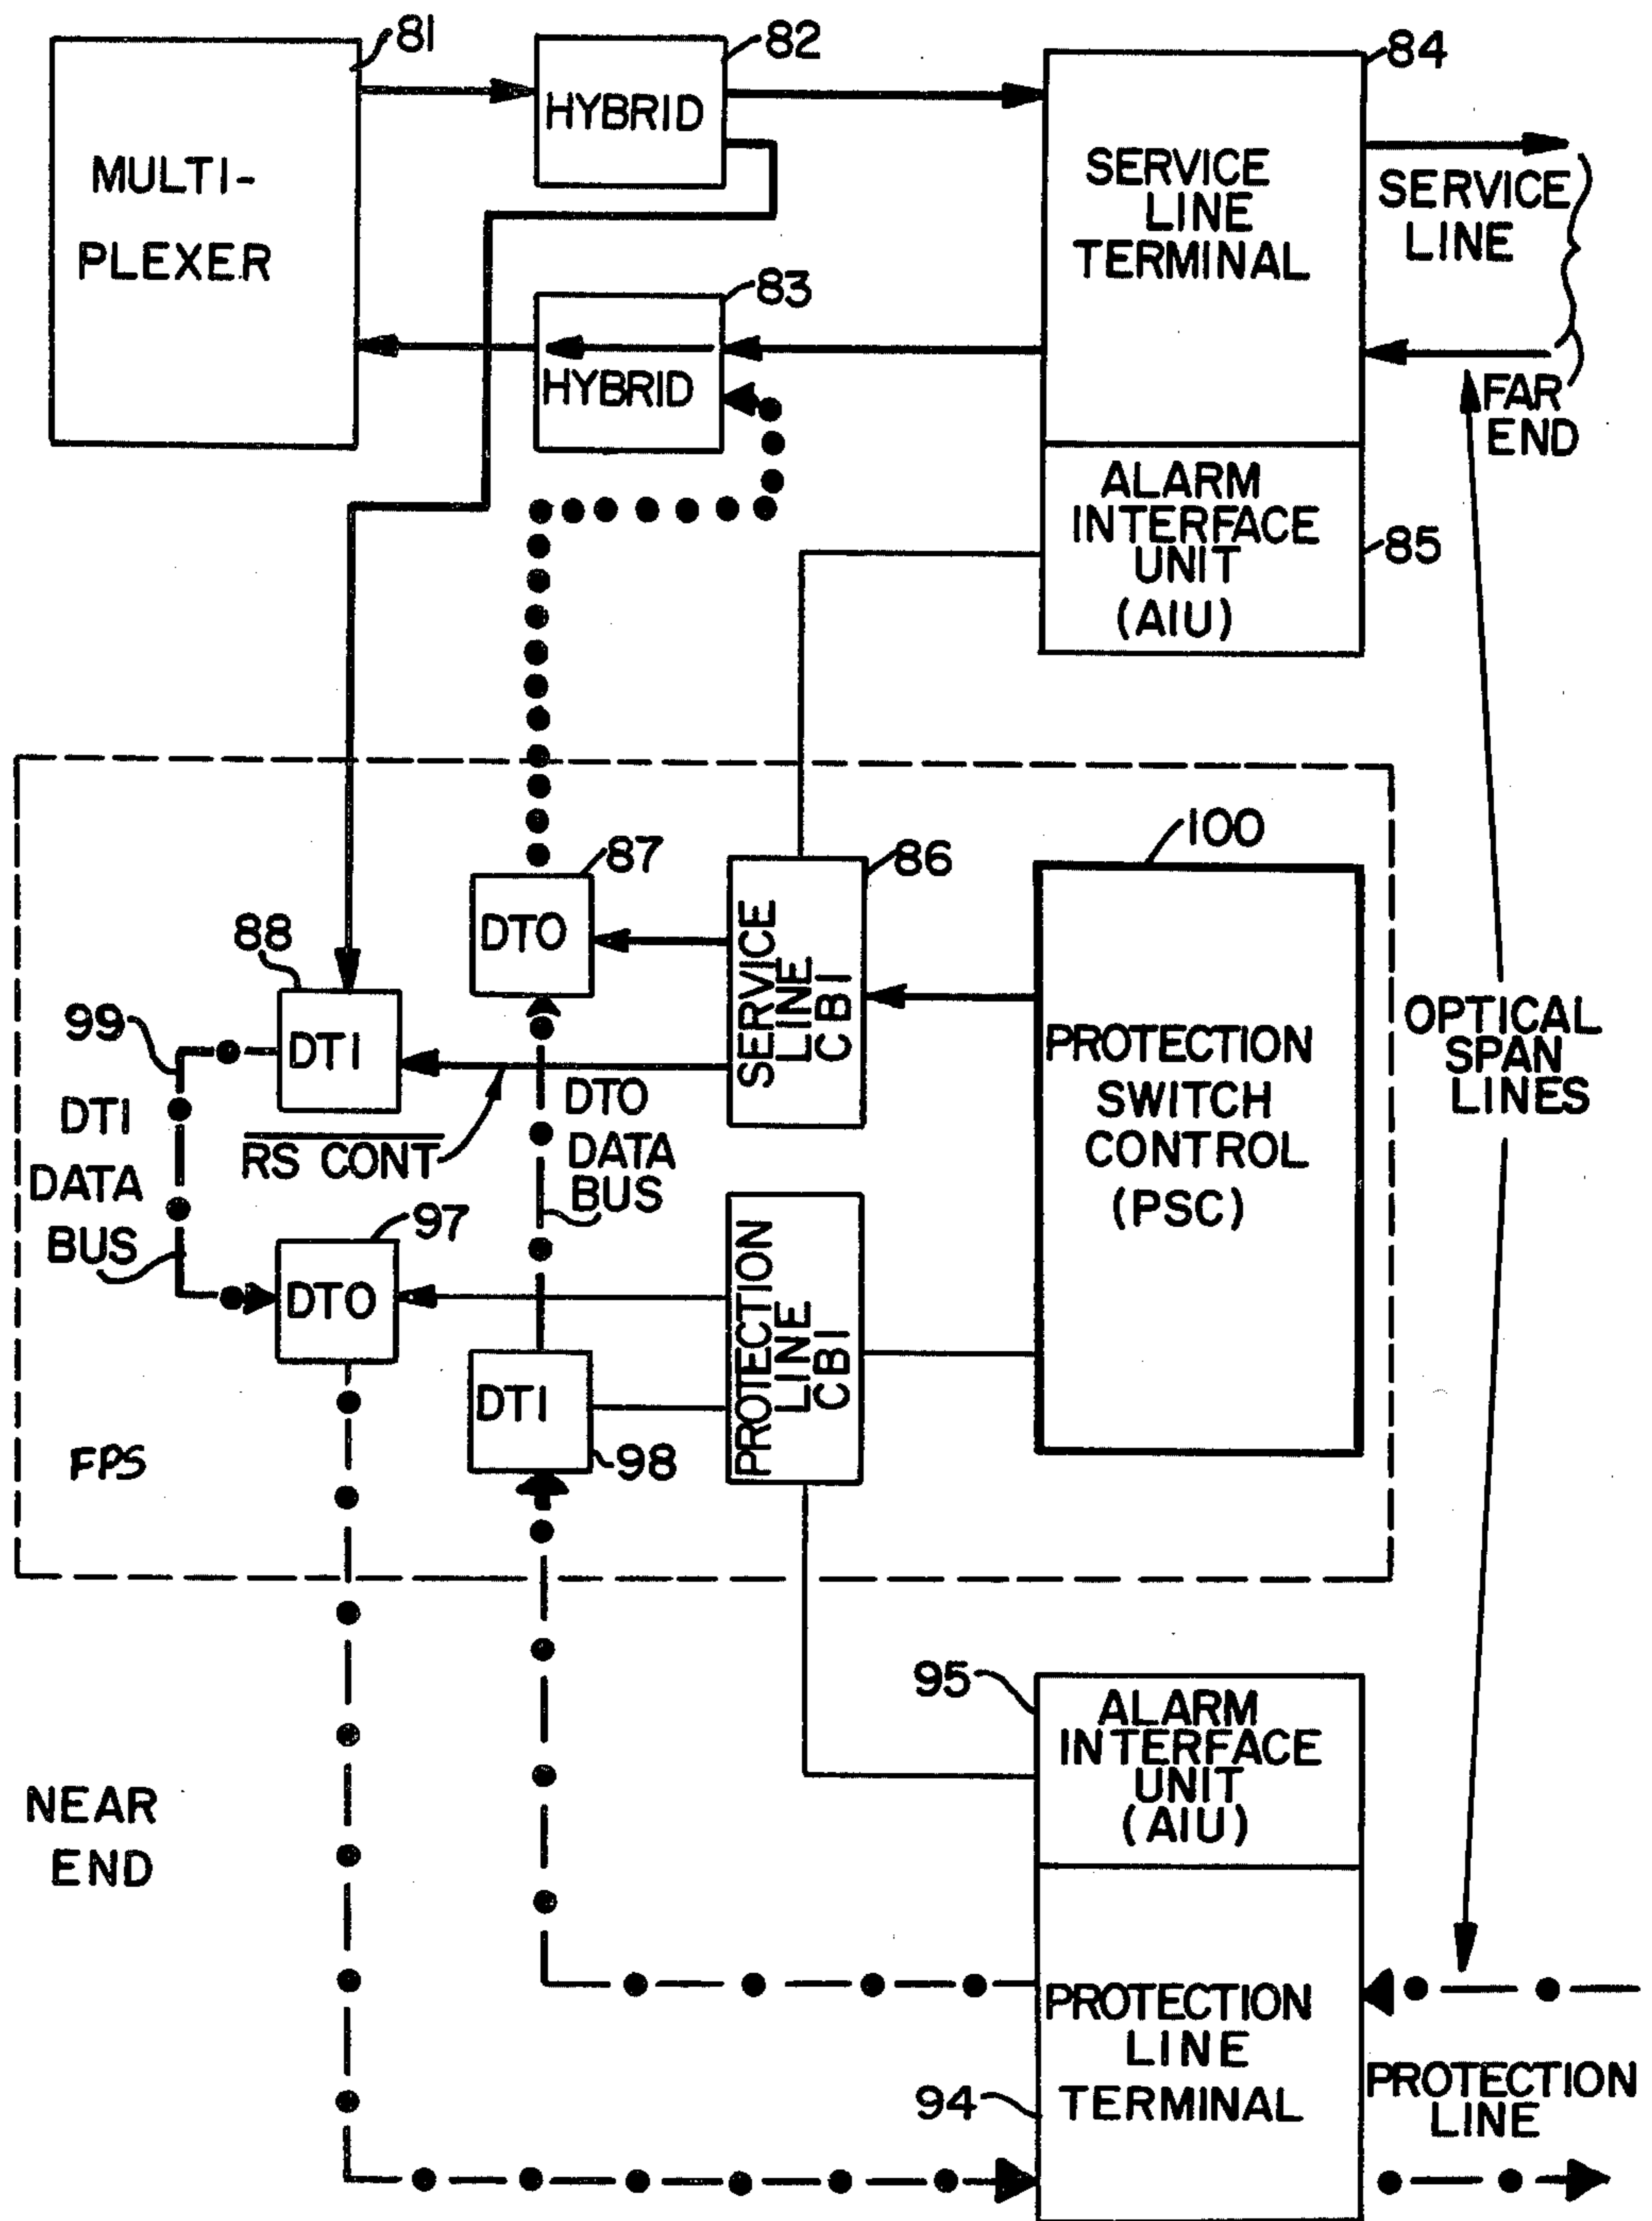 81
82
84
MULTI-
PLEXER
HYBRID
SERVICE
LINE
TERMINAL
SERVICE
LINE
83
HYBRID
FAR
END
ALARM
INTERFACE
UNIT
(AIU)
85
100
87
86
88
DTO
SERVICE
LINE
CBI
99
DTI
PROTECTION
SWITCH
CONTROL
(PSC)
OPTICAL
SPAN
LINES
DTI
DATA
BUS
RS CONT
DTO
DATA
BUS
97
DTO
PROTECTION
LINE
CBI
DTI
98
FPS
95
ALARM
INTERFACE
UNIT
(AIU)
NEAR
END
PROTECTION
LINE
TERMINAL
94
PROTECTION
LINE